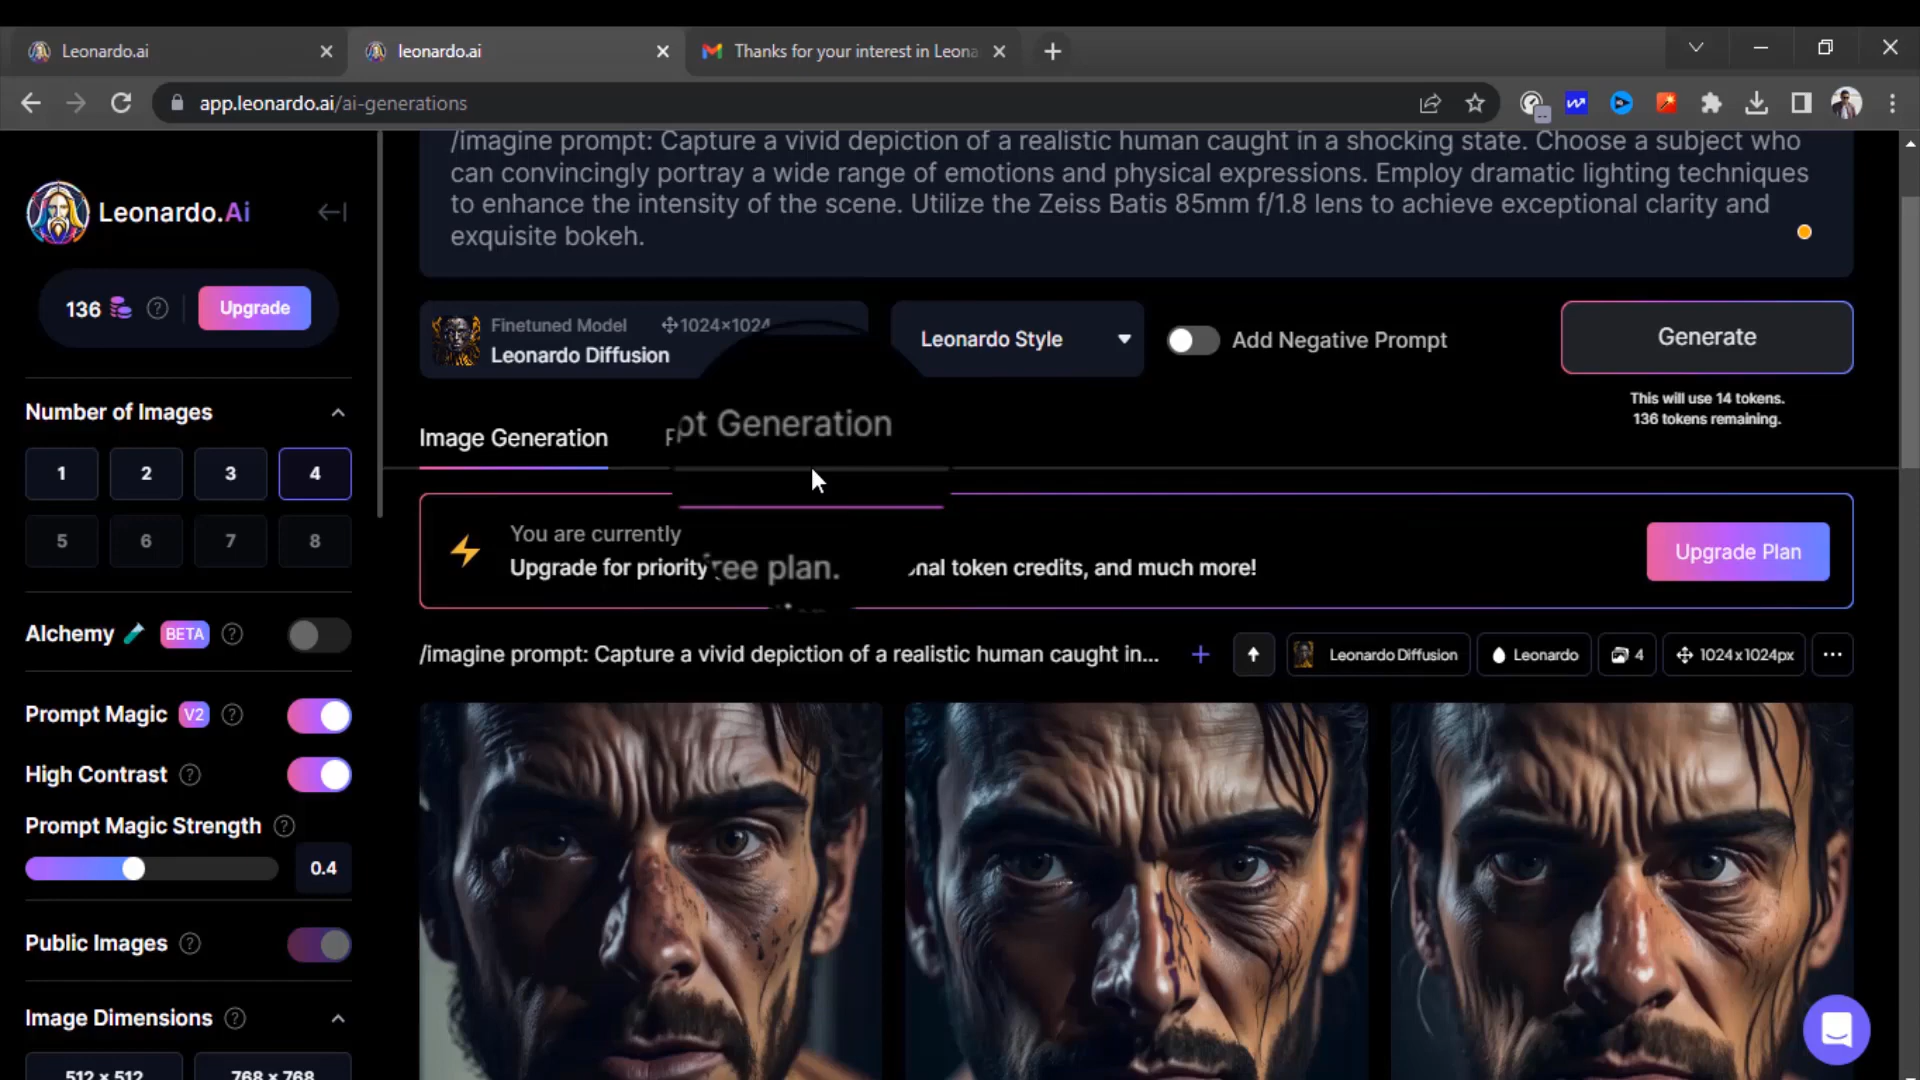 Leonardo.ai
leonardo.ai
Thanks for your interest in Leona
app.leonardo.ai/ai-generations
/imagine prompt: Capture a vivid depiction of a realistic human caught in a shocking state. Choose a subject who
can convincingly portray a wide range of emotions and physical expressions. Employ dramatic lighting techniques
to enhance the intensity of the scene. Utilize the Zeiss Batis 85mm f/1.8 lens to achieve exceptional clarity and
exquisite bokeh.
Leonardo.Ai
136
Upgrade
Finetuned Model
1024×1024
Leonardo Diffusion
Leonardo Style
Add Negative Prompt
Generate
This will use 14 tokens.
136 tokens remaining.
Number of Images
1 2 3 4
5 6 7 8
Image Generation
pt Generation
You are currently
Upgrade for priority
free plan.
nal token credits, and much more!
Upgrade Plan
Alchemy BETA
/imagine prompt: Capture a vivid depiction of a realistic human caught in...
Leonardo Diffusion
Leonardo
4
1024x1024px
Prompt Magic V2
High Contrast
Prompt Magic Strength
0.4
Public Images
Image Dimensions
512 × 512
768 × 768